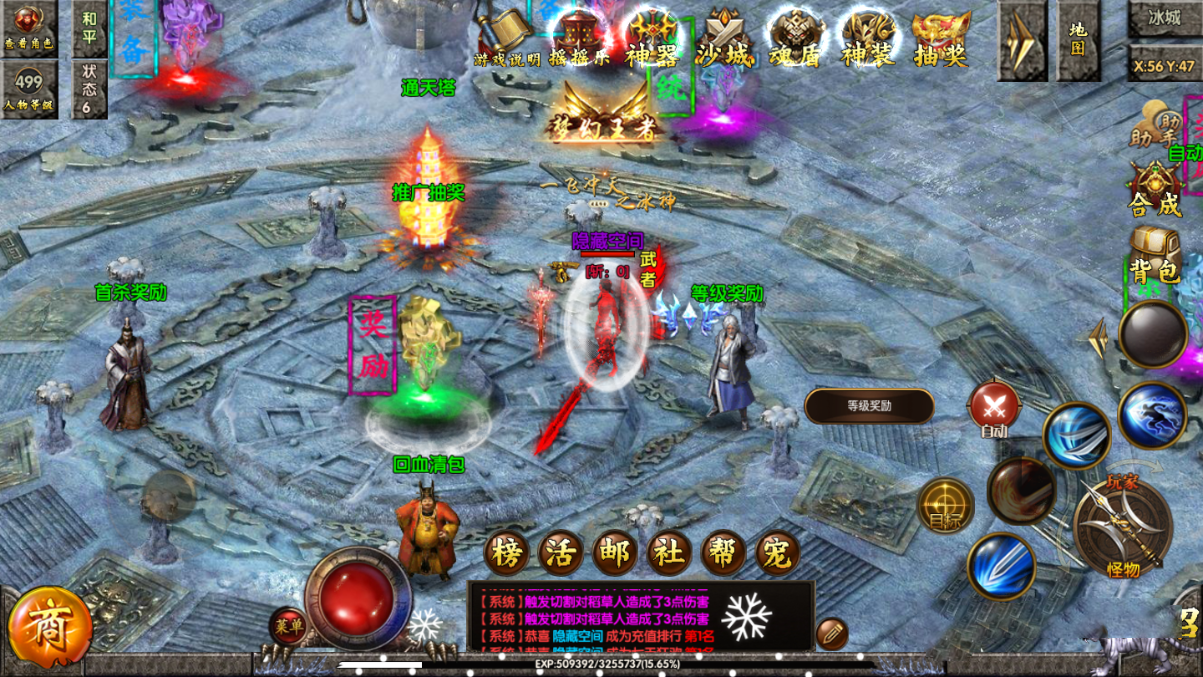 查看角色
499
人物等级
和平
状态6
装备
游戏说明
摇摇乐
神器
沙城
魂盾
神装
抽奖
地图
冰城
X:56 Y:47
通天塔
统
梦幻王者
助手
自动
合成
推广抽奖
一飞冲天
之冰神
背包
隐藏空间
[斩: 0]
武者
首杀奖励
等级奖励
奖励
等级奖励
自动
回血清包
目标
玩家
怪物
榜
活
邮
社
帮
宠
商
菜单
【系统】触发切割对稻草人造成了3点伤害
【系统】触发切割对稻草人造成了3点伤害
【系统】恭喜 隐藏空间 成为充值排行 第1名
EXP:509392/3255737(15.65%)